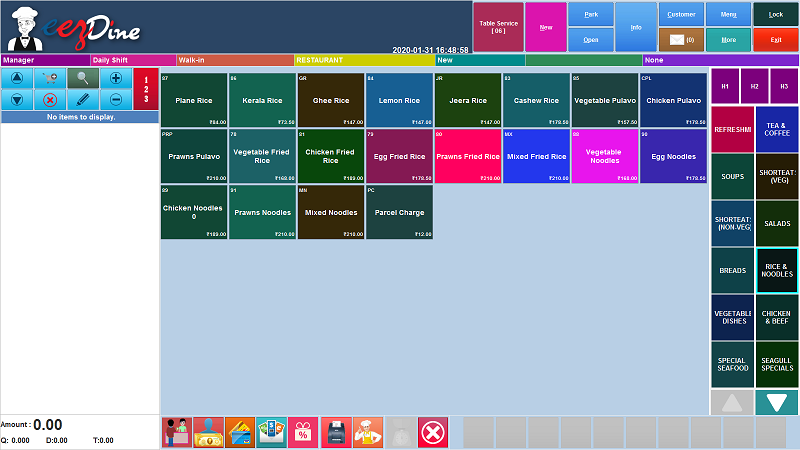 eezDine
2020-01-31 16:48:58
Table Service
[ 06 ]
New
Park
Open
Info
Customer
(0)
Menu
More
Lock
Exit
Manager
Daily Shift
Walk-in
RESTAURANT
New
None
1
2
3
No items to display.
87
Plane Rice
₹84.00
86
Kerala Rice
₹73.50
GR
Ghee Rice
₹147.00
84
Lemon Rice
₹147.00
JR
Jeera Rice
₹147.00
83
Cashew Rice
₹178.50
85
Vegetable Pulavo
₹157.50
CPL
Chicken Pulavo
₹178.50
PRP
Prawns Pulavo
₹210.00
78
Vegetable Fried
Rice
₹168.00
81
Chicken Fried
Rice
₹189.00
79
Egg Fried Rice
₹178.50
80
Prawns Fried Rice
₹210.00
MX
Mixed Fried Rice
₹210.00
88
Vegetable
Noodles
₹168.00
90
Egg Noodles
₹178.50
89
Chicken Noodles
0
₹189.00
91
Prawns Noodles
₹210.00
MN
Mixed Noodles
₹210.00
PC
Parcel Charge
₹12.00
H1
H2
H3
REFRESHMI
TEA &
COFFEE
SOUPS
SHORTEAT:
(VEG)
SHORTEAT:
(NON-VEG)
SALADS
BREADS
RICE &
NOODLES
VEGETABLE
DISHES
CHICKEN
& BEEF
SPECIAL
SEAFOOD
SEAGULL
SPECIALS
Amount : 0.00
Q: 0.000 D:0.00 T:0.00